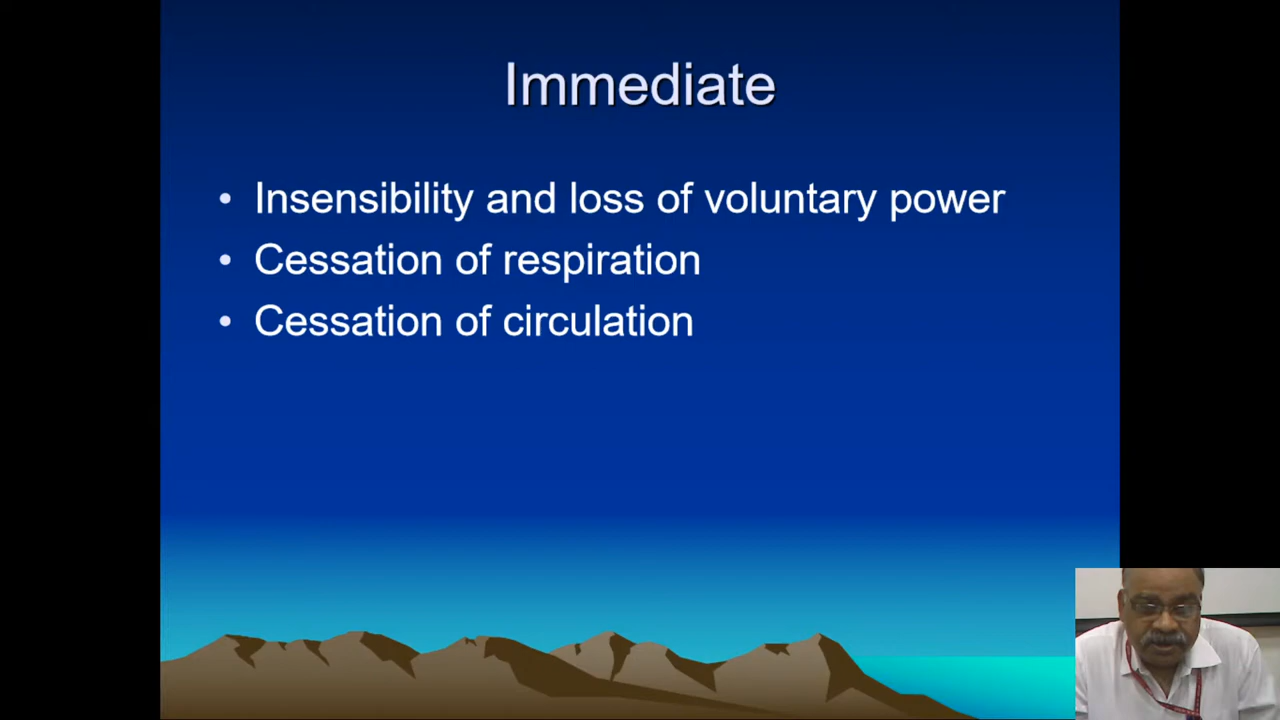 Immediate
• Insensibility and loss of voluntary power
• Cessation of respiration
• Cessation of circulation